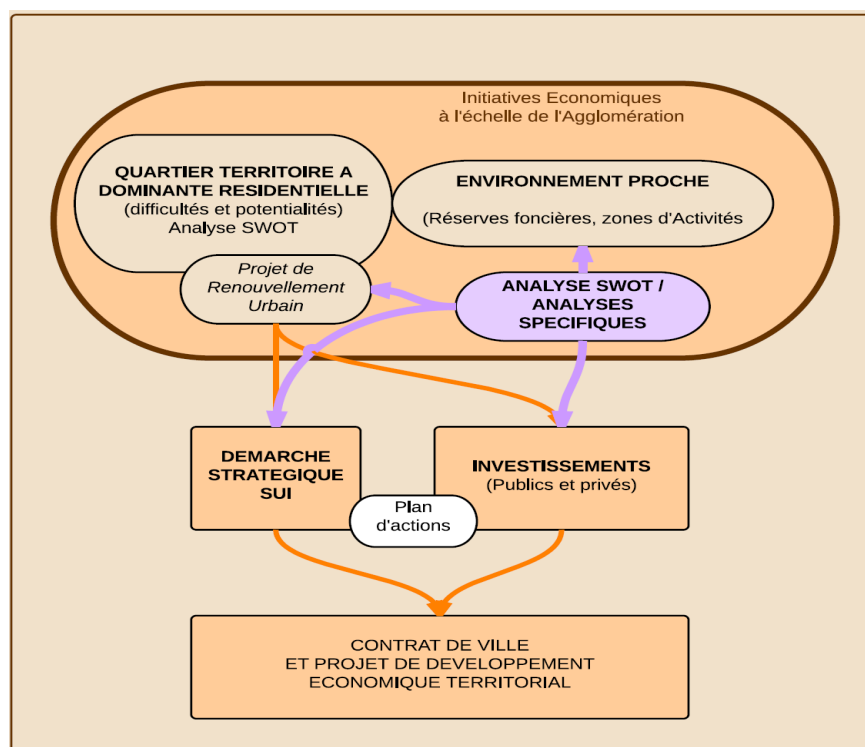 Initiatives Economiques
à l'échelle de l'Agglomération
QUARTIER TERRITOIRE A
DOMINANTE RESIDENTIELLE
(difficultés et potentialités)
Analyse SWOT
ENVIRONNEMENT PROCHE
(Réserves foncières, zones d'Activités
Projet de
Renouvellement
Urbain
ANALYSE SWOT /
ANALYSES
SPECIFIQUES
DEMARCHE
STRATEGIQUE
SUI
INVESTISSEMENTS
(Publics et privés)
Plan
d'actions
CONTRAT DE VILLE
ET PROJET DE DEVELOPPEMENT
ECONOMIQUE TERRITORIAL